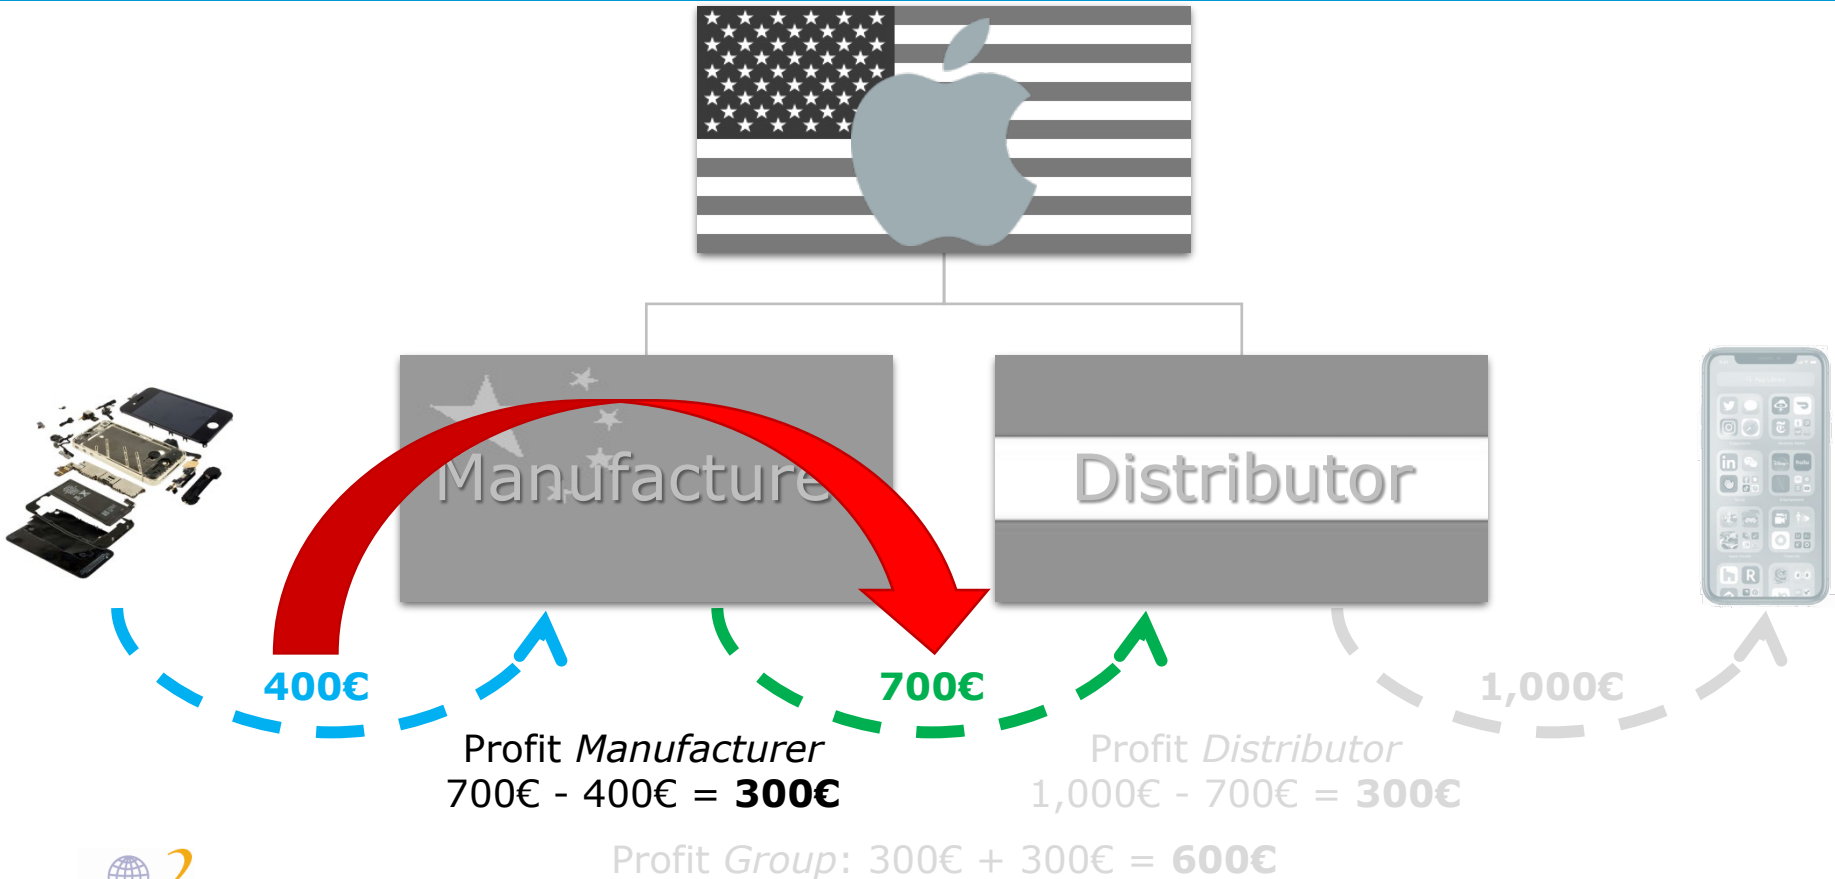 Manufacture
Distributor
400€
700€
1,000€
Profit Manufacturer
700€ - 400€ = 300€
Profit Distributor
1,000€ - 700€ = 300€
Profit Group: 300€ + 300€ = 600€